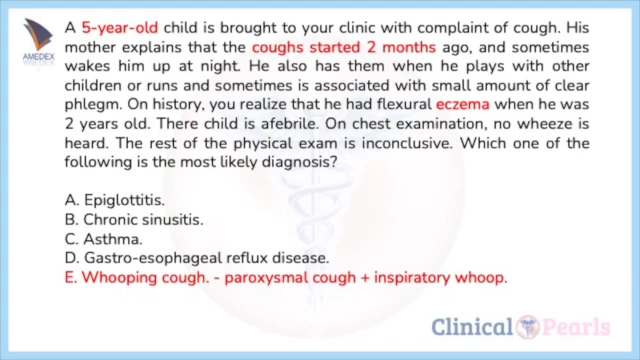 A 5-year-old child is brought to your clinic with complaint of cough. His
mother explains that the coughs started 2 months ago, and sometimes
wakes him up at night. He also has them when he plays with other
children or runs and sometimes is associated with small amount of clear
phlegm. On history, you realize that he had flexural eczema when he was
2 years old. There child is afebrile. On chest examination, no wheeze is
heard. The rest of the physical exam is inconclusive. Which one of the
following is the most likely diagnosis?
A. Epiglottitis.
B. Chronic sinusitis.
C. Asthma.
D. Gastro-esophageal reflux disease.
E. Whooping cough. - paroxysmal cough + inspiratory whoop.
AMEDEX
Clinical Pearls